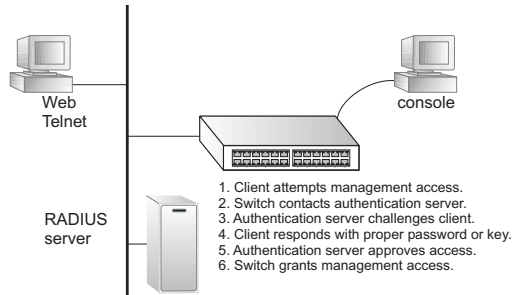 Web
Telnet
console
RADIUS
server
1. Client attempts management access.
2. Switch contacts authentication server.
3. Authentication server challenges client.
4. Client responds with proper password or key.
5. Authentication server approves access.
6. Switch grants management access.